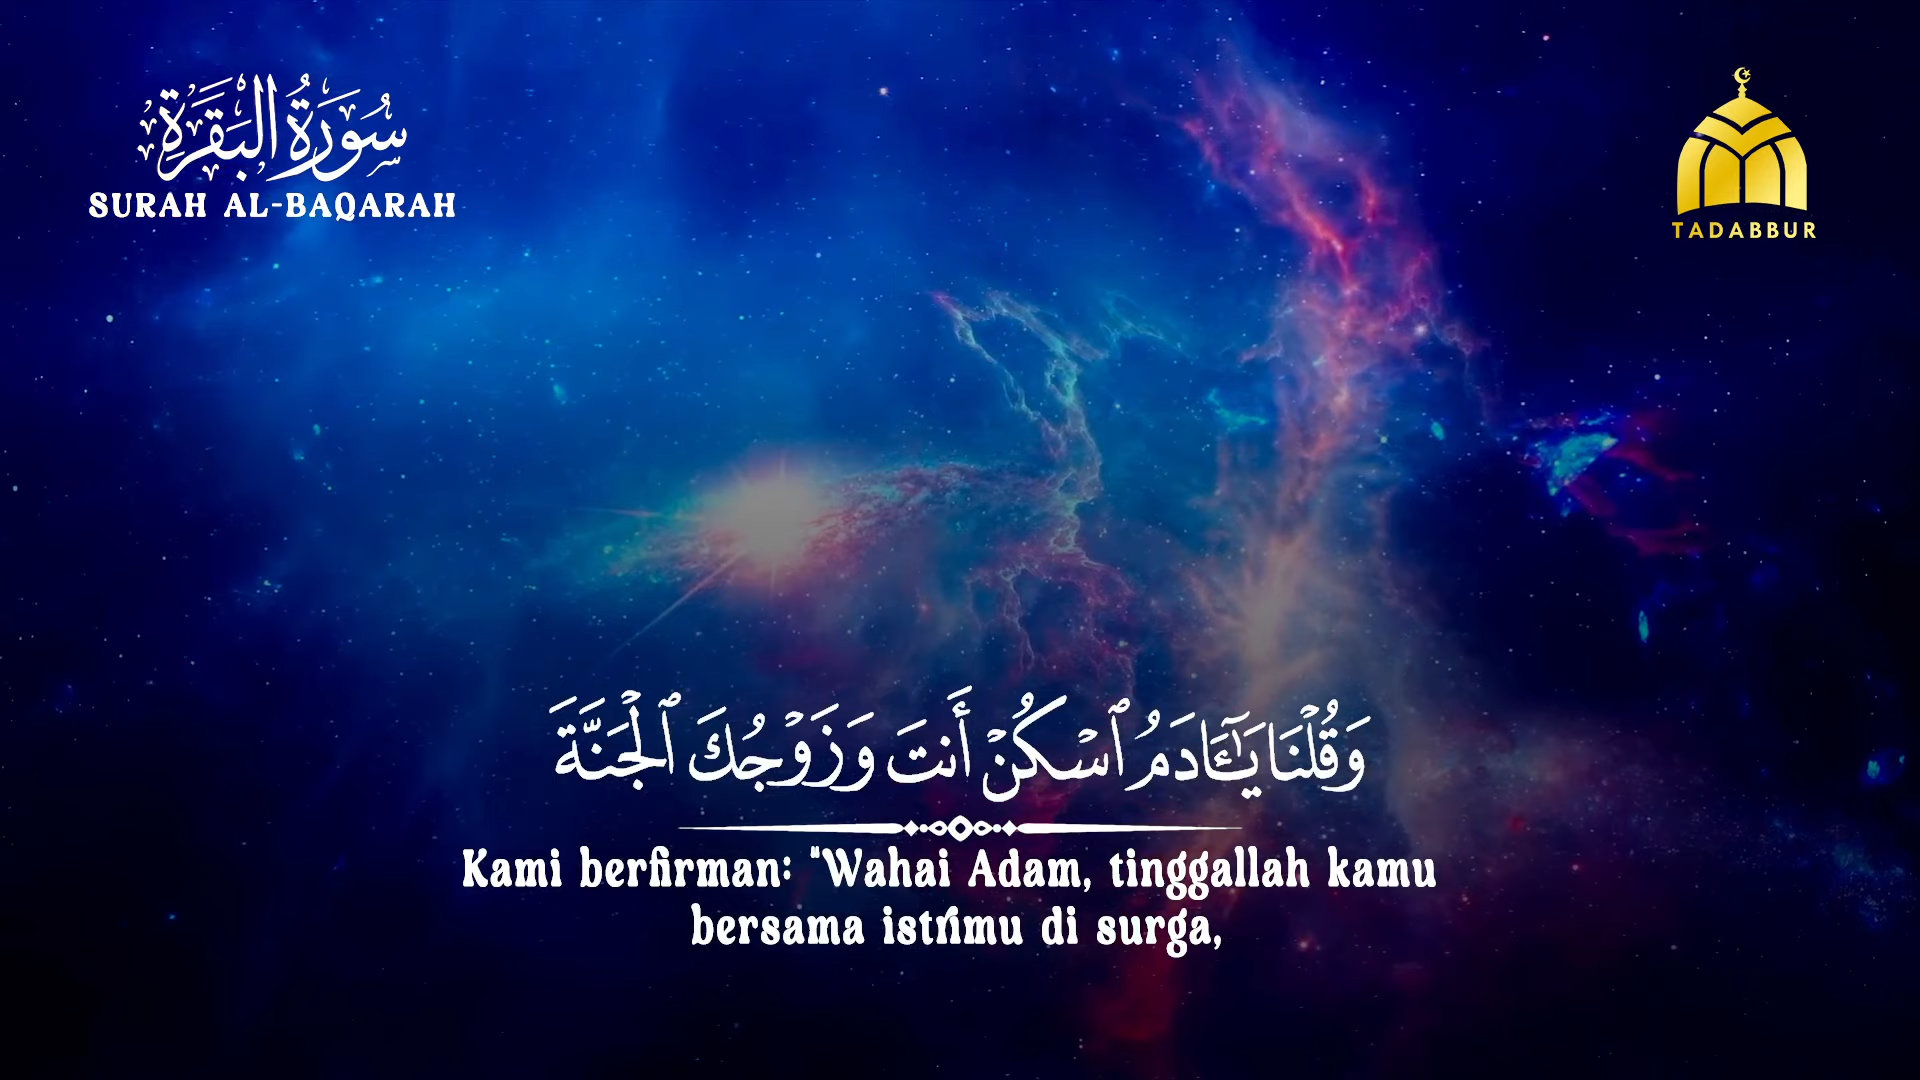 سُورَةُ البَقَرَةِ
SURAH AL-BAQARAH
TADABBUR
وَقُلْنَا يَـٰٓـَٔادَمُ ٱسْكُنْ أَنتَ وَزَوْجُكَ ٱلْجَنَّةَ
Kami berfirman: "Wahai Adam, tinggallah kamu
bersama istrimu di surga,